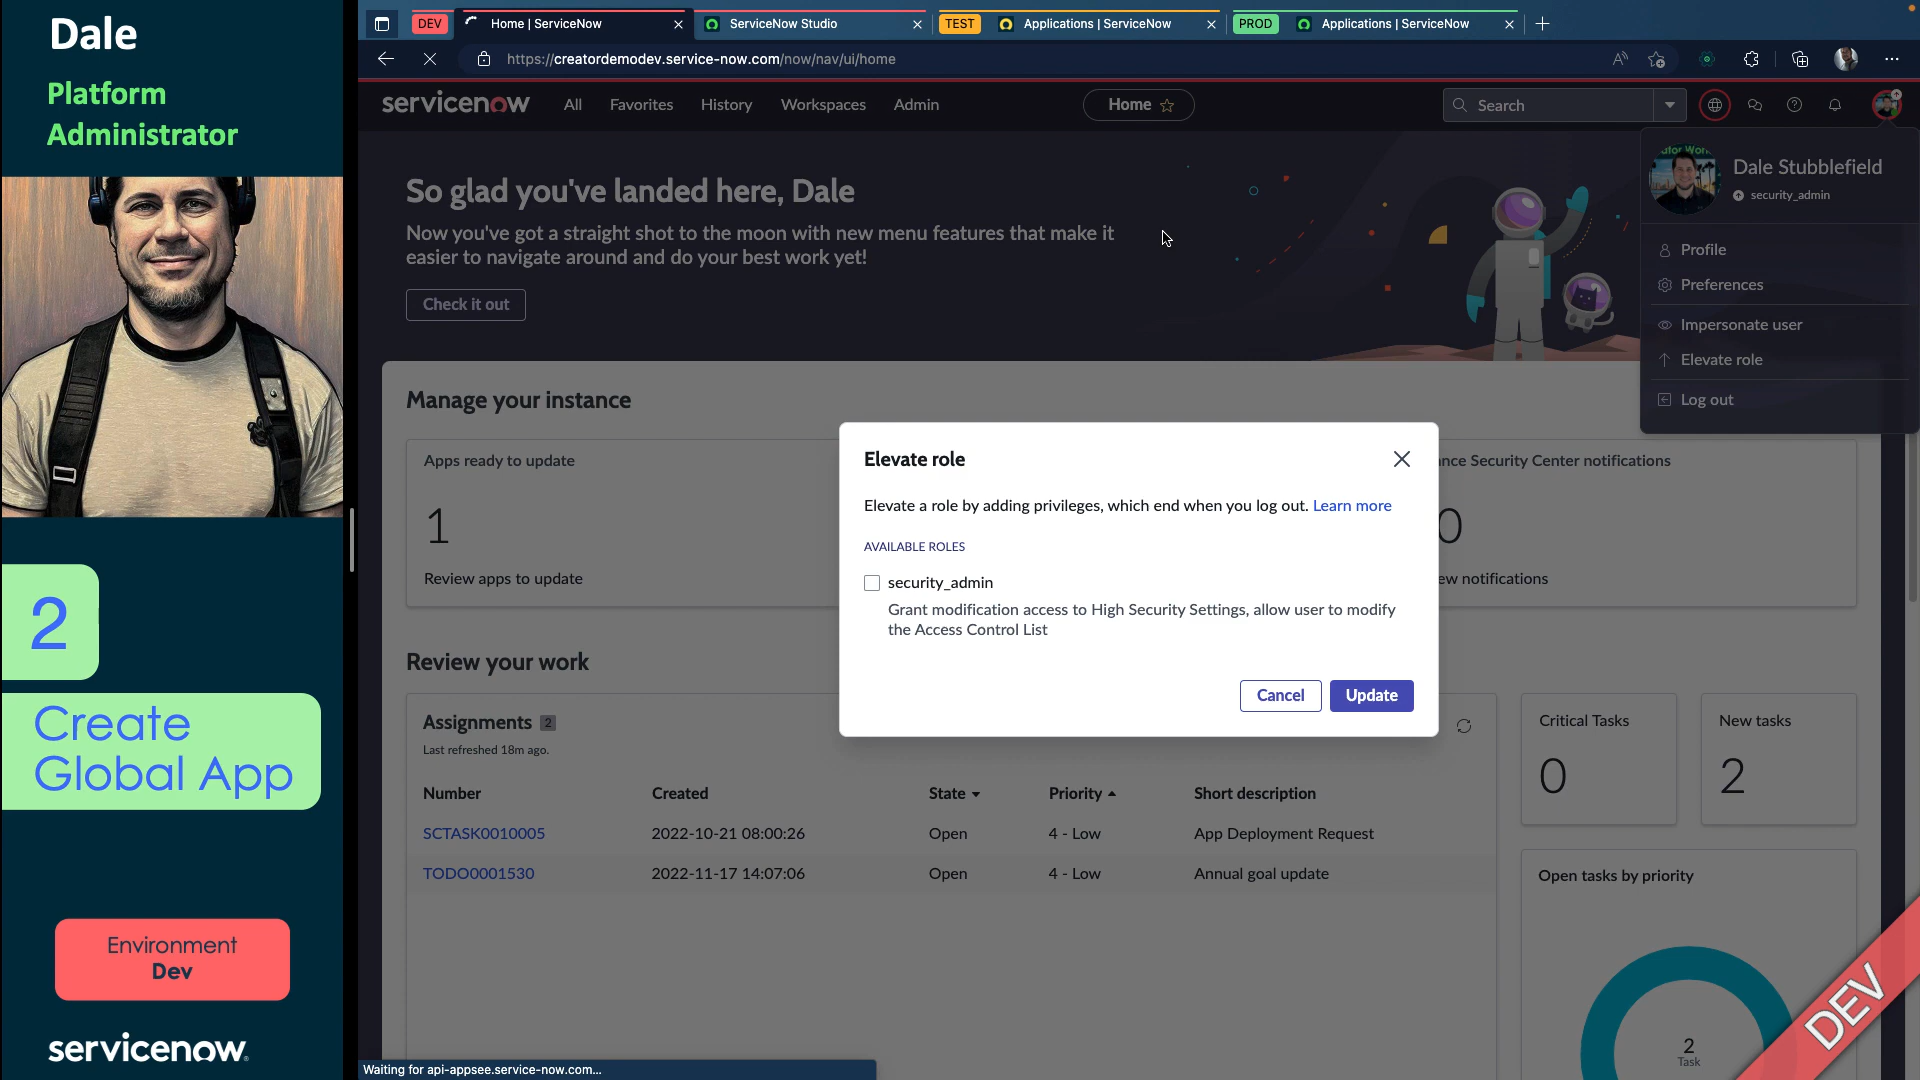 Dale
Platform
Administrator
2
Create
Global App
Environment
Dev
servicenow
DEV
Home | ServiceNow
ServiceNow Studio
TEST
Applications | ServiceNow
PROD
Applications | ServiceNow
https://creatordemodev.service-now.com/now/nav/ui/home
servicenow
All
Favorites
History
Workspaces
Admin
Home
Search
Dale Stubblefield
security_admin
Profile
Preferences
Impersonate user
Elevate role
Log out
So glad you've landed here, Dale
Now you've got a straight shot to the moon with new menu features that make it
easier to navigate around and do your best work yet!
Check it out
Manage your instance
Apps ready to update
1
Review apps to update
nce Security Center notifications
0
ew notifications
Elevate role
Elevate a role by adding privileges, which end when you log out. Learn more
AVAILABLE ROLES
security_admin
Grant modification access to High Security Settings, allow user to modify
the Access Control List
Cancel
Update
Review your work
Assignments 2
Last refreshed 18m ago.
Number Created State Priority Short description
SCTASK0010005 2022-10-21 08:00:26 Open 4 - Low App Deployment Request
TODO0001530 2022-11-17 14:07:06 Open 4 - Low Annual goal update
Critical Tasks
0
New tasks
2
Open tasks by priority
2
Task
DEV
Waiting for api-appsee.service-now.com...